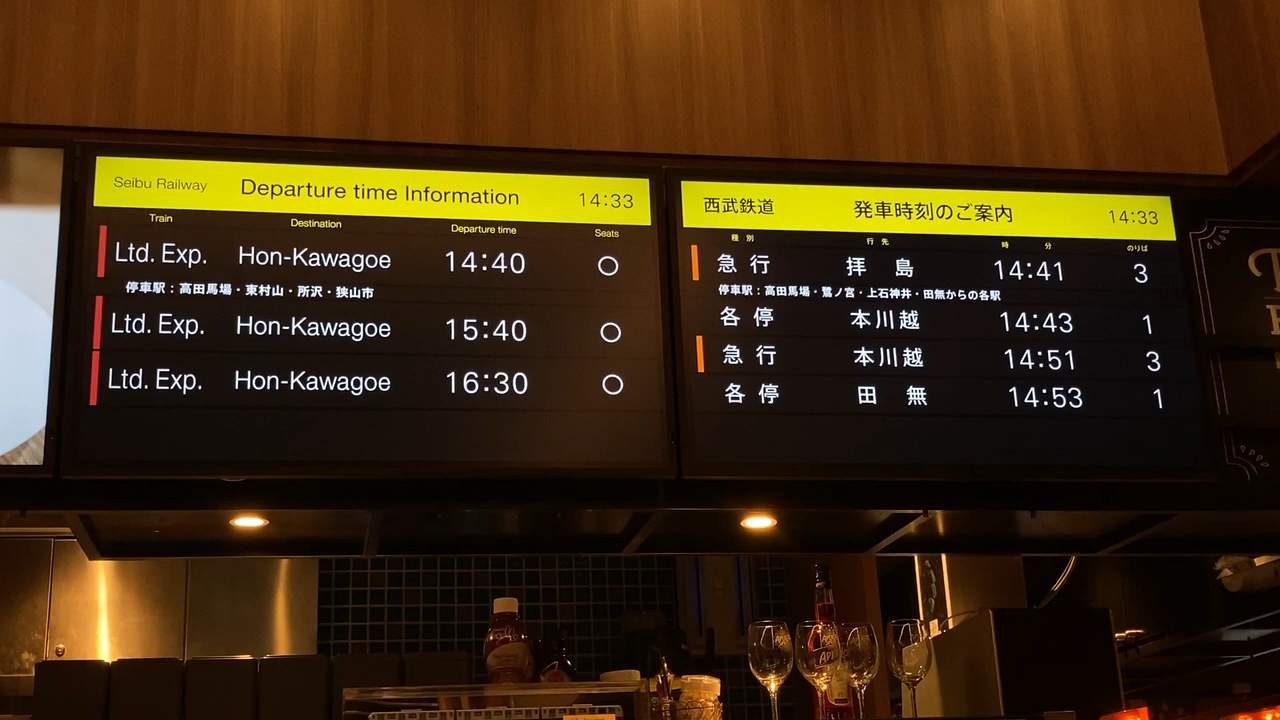 Seibu Railway Departure time Information 14:33
Train Destination Departure time Seats
Ltd. Exp. Hon-Kawagoe 14:40 ○
停車駅：高田馬場・東村山・所沢・狭山市
Ltd. Exp. Hon-Kawagoe 15:40 ○
Ltd. Exp. Hon-Kawagoe 16:30 ○
西武鉄道 発車時刻のご案内 14:33
種別 行先 時 分 のりば
急行 拝島 14:41 3
停車駅：高田馬場・鷺ノ宮・上石神井・田無からの各駅
各停 本川越 14:43 1
急行 本川越 14:51 3
各停 田無 14:53 1